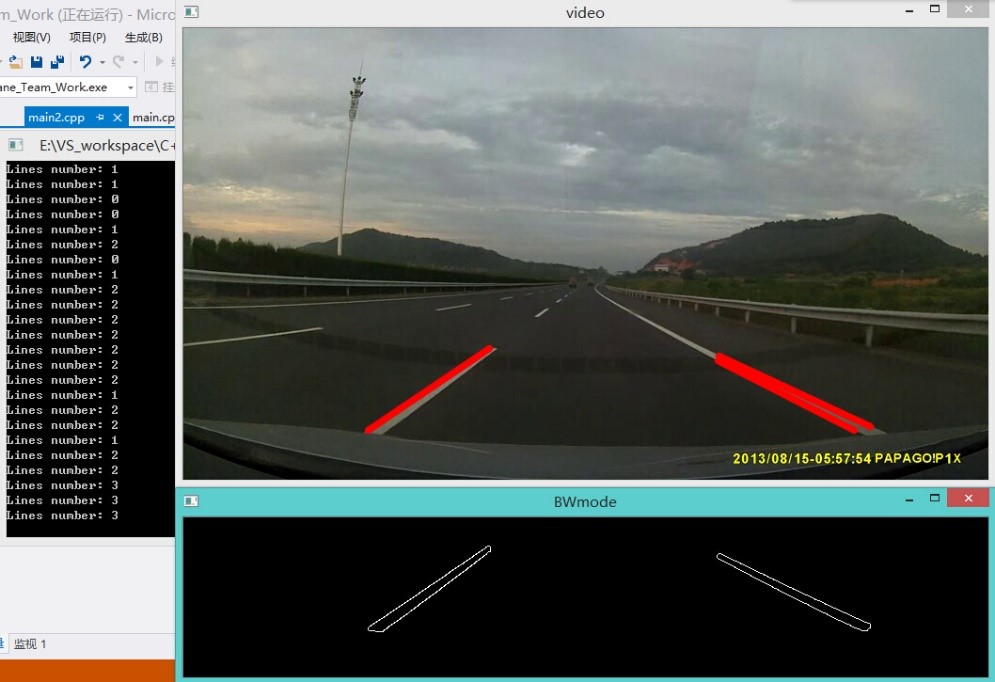 m_Work (正在运行) - Micro
视图(V) 项目(P) 生成(B)
ane_Team_Work.exe
main2.cpp main.cp
E:\VS_workspace\C+
Lines number: 1
Lines number: 1
Lines number: 0
Lines number: 0
Lines number: 1
Lines number: 2
Lines number: 0
Lines number: 1
Lines number: 2
Lines number: 2
Lines number: 2
Lines number: 2
Lines number: 2
Lines number: 2
Lines number: 2
Lines number: 1
Lines number: 2
Lines number: 2
Lines number: 1
Lines number: 2
Lines number: 2
Lines number: 3
Lines number: 3
Lines number: 3
监视 1
video
2013/08/15-05:57:54 PAPAGO!P1X
BWmode